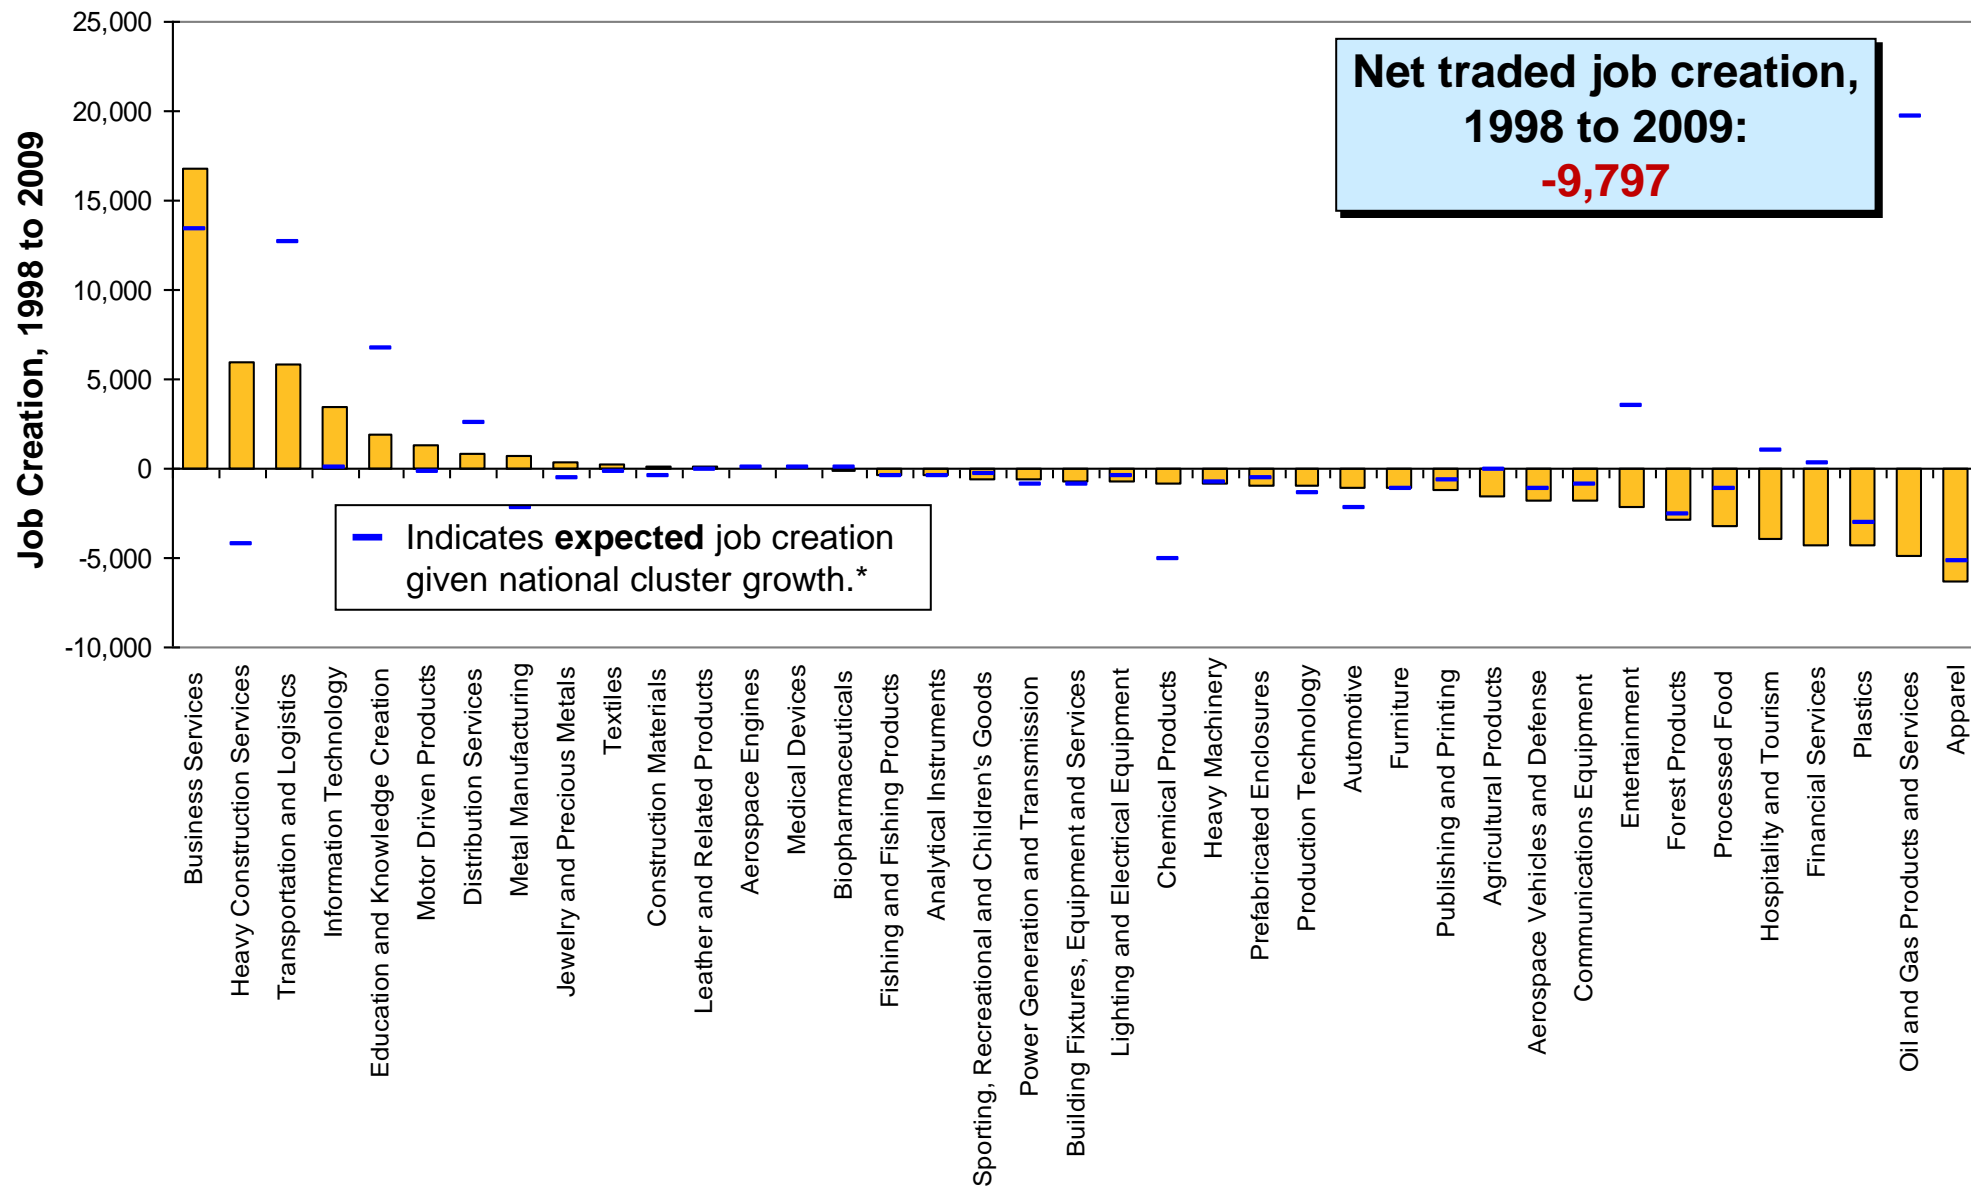 25,000
20,000
15,000
10,000
5,000
0
-5,000
-10,000
Job Creation, 1998 to 2009
Net traded job creation,
1998 to 2009:
-9,797
Indicates expected job creation
given national cluster growth.*
Business Services
Heavy Construction Services
Transportation and Logistics
Information Technology
Education and Knowledge Creation
Motor Driven Products
Distribution Services
Metal Manufacturing
Jewelry and Precious Metals
Textiles
Construction Materials
Leather and Related Products
Aerospace Engines
Medical Devices
Biopharmaceuticals
Fishing and Fishing Products
Analytical Instruments
Sporting, Recreational and Children's Goods
Power Generation and Transmission
Building Fixtures, Equipment and Services
Lighting and Electrical Equipment
Chemical Products
Heavy Machinery
Prefabricated Enclosures
Production Technology
Automotive
Furniture
Publishing and Printing
Agricultural Products
Aerospace Vehicles and Defense
Communications Equipment
Entertainment
Forest Products
Processed Food
Hospitality and Tourism
Financial Services
Plastics
Oil and Gas Products and Services
Apparel